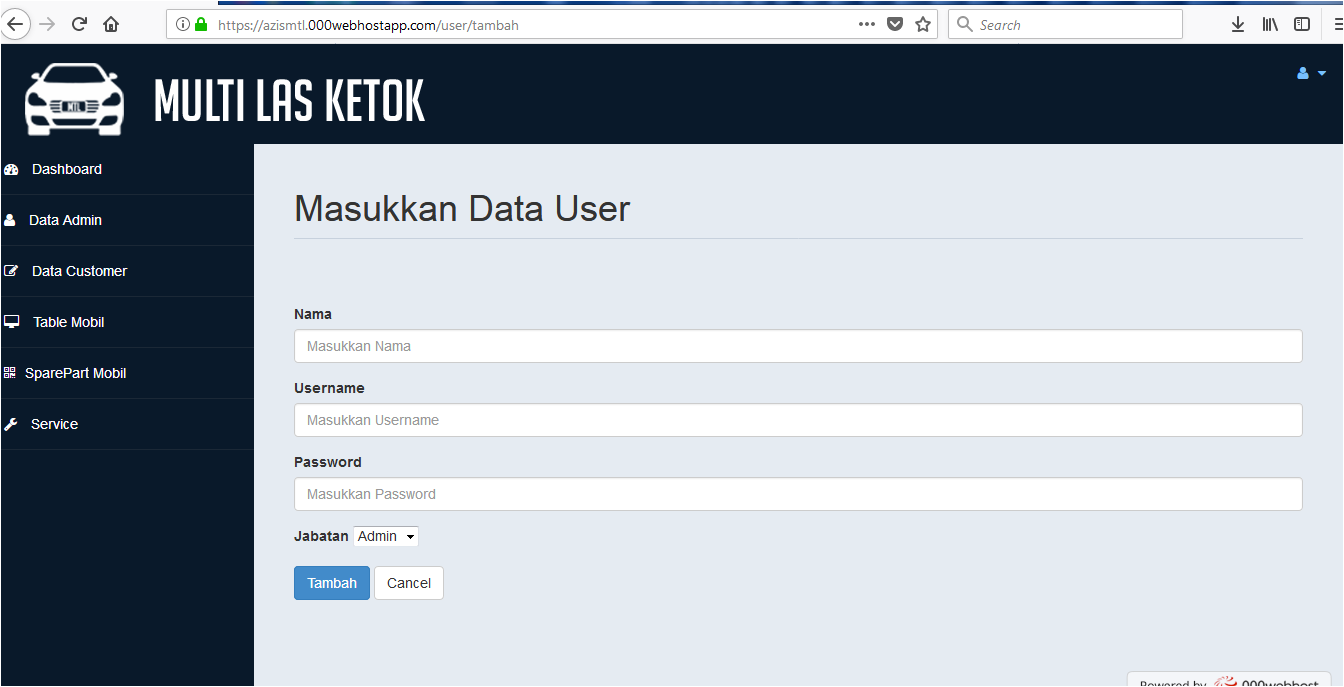 https://azismtl.000webhostapp.com/user/tambah
Search
MTL
MULTI LAS KETOK
Dashboard
Data Admin
Data Customer
Table Mobil
SparePart Mobil
Service
Masukkan Data User
Nama
Masukkan Nama
Username
Masukkan Username
Password
Masukkan Password
Jabatan Admin
Tambah Cancel
Powered by 000webhost